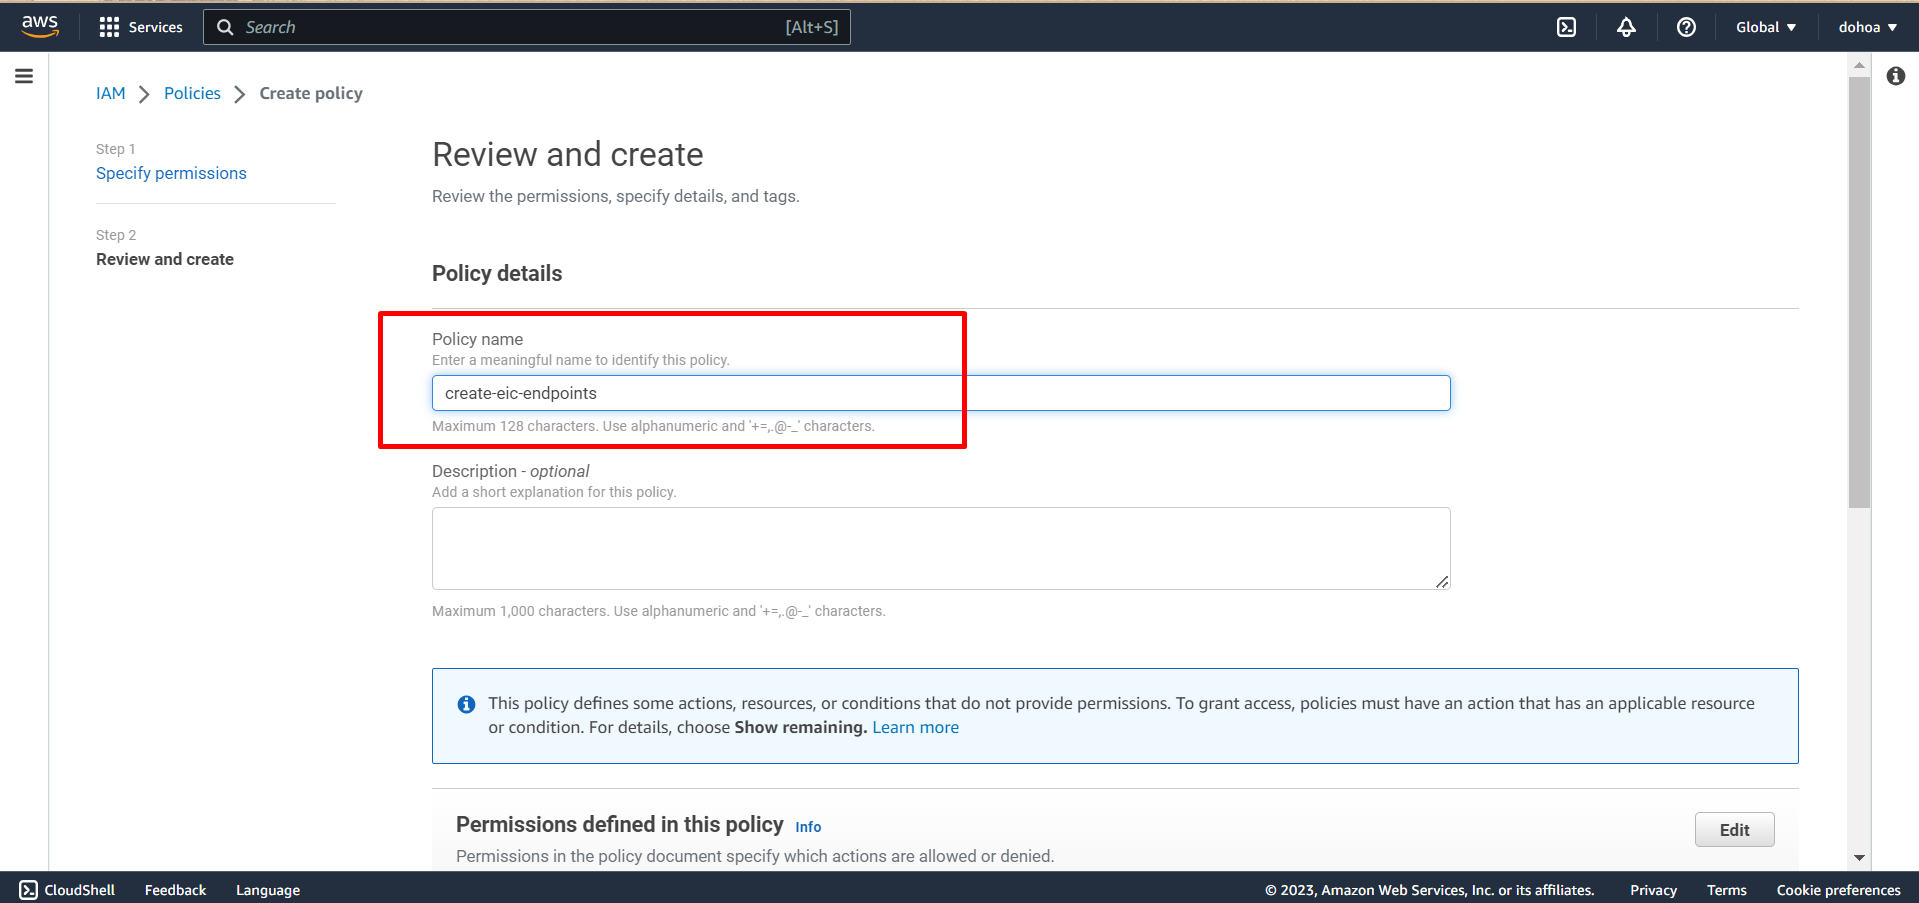 aws
Services
Search
[Alt+S]
Global
dohoa
IAM
Policies
Create policy
Step 1
Specify permissions
Step 2
Review and create
Review and create
Review the permissions, specify details, and tags.
Policy details
Policy name
Enter a meaningful name to identify this policy.
create-eic-endpoints
Maximum 128 characters. Use alphanumeric and '+=,.@-_' characters.
Description - optional
Add a short explanation for this policy.
Maximum 1,000 characters. Use alphanumeric and '+=,.@-_' characters.
This policy defines some actions, resources, or conditions that do not provide permissions. To grant access, policies must have an action that has an applicable resource
or condition. For details, choose Show remaining. Learn more
Permissions defined in this policy Info
Edit
Permissions in the policy document specify which actions are allowed or denied.
CloudShell
Feedback
Language
© 2023, Amazon Web Services, Inc. or its affiliates.
Privacy
Terms
Cookie preferences